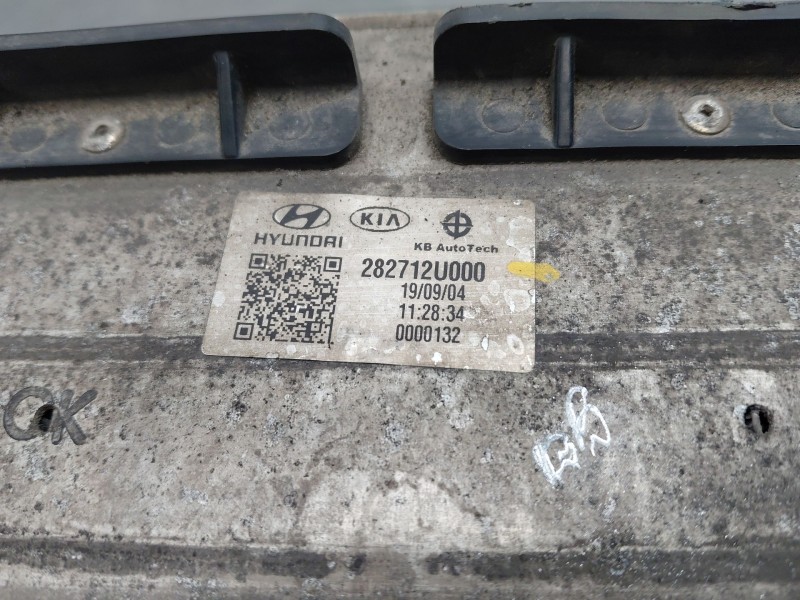 HYUNDAI KIA KB AutoTech
282712U000
19/09/04
11:28:34
0000132
OK